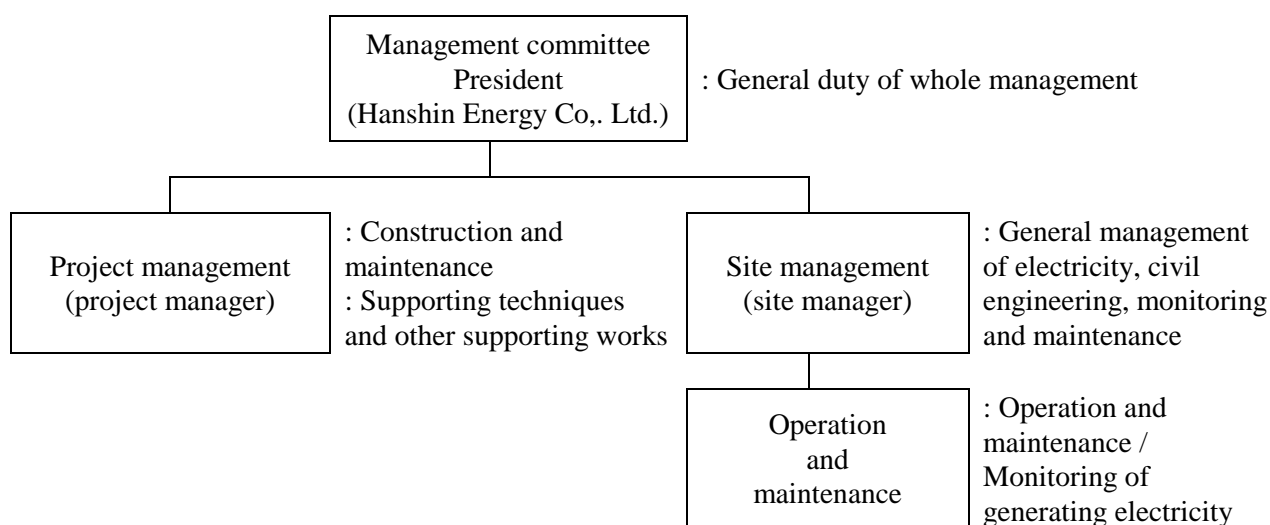 Management committee
President
(Hanshin Energy Co,. Ltd.)
: General duty of whole management
Project management
(project manager)
: Construction and
maintenance
: Supporting techniques
and other supporting works
Site management
(site manager)
: General management
of electricity, civil
engineering, monitoring
and maintenance
Operation
and
maintenance
: Operation and
maintenance /
Monitoring of
generating electricity